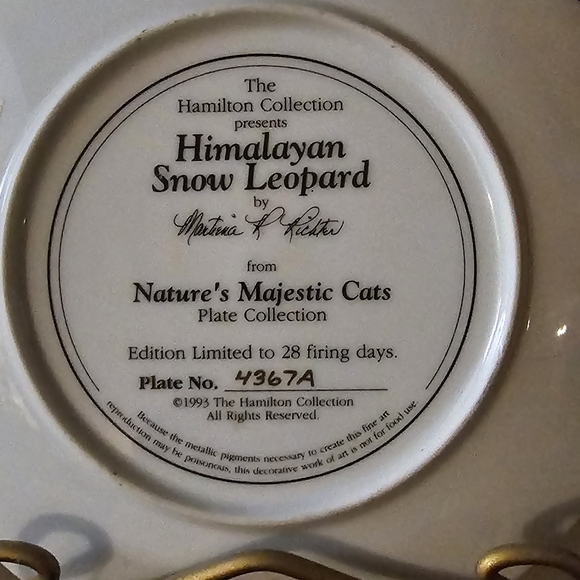 The
Hamilton Collection
presents
Himalayan
Snow Leopard
by
Martina R Richter
from
Nature's Majestic Cats
Plate Collection
Edition Limited to 28 firing days.
Plate No. 4367A
©1993 The Hamilton Collection
All Rights Reserved.
Because the metallic pigments necessary to create this fine art
reproduction may be poisonous, this decorative work of art is not for food use.